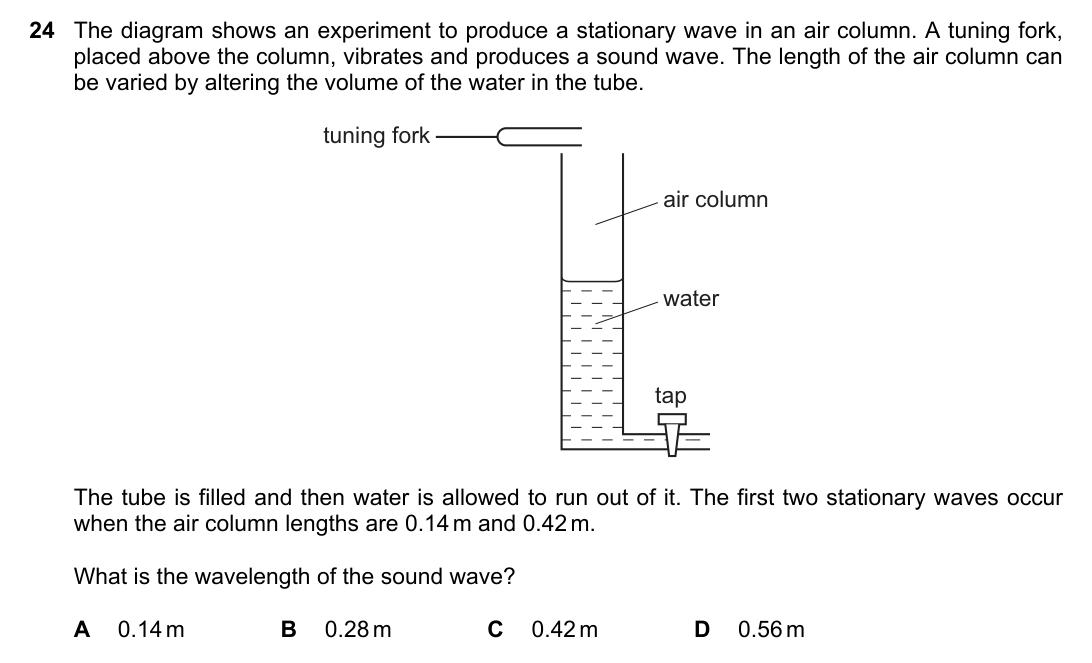 24 The diagram shows an experiment to produce a stationary wave in an air column. A tuning fork,
placed above the column, vibrates and produces a sound wave. The length of the air column can
be varied by altering the volume of the water in the tube.
tuning fork
air column
water
tap
The tube is filled and then water is allowed to run out of it. The first two stationary waves occur
when the air column lengths are 0.14 m and 0.42 m.
What is the wavelength of the sound wave?
A 0.14 m B 0.28 m C 0.42 m D 0.56 m